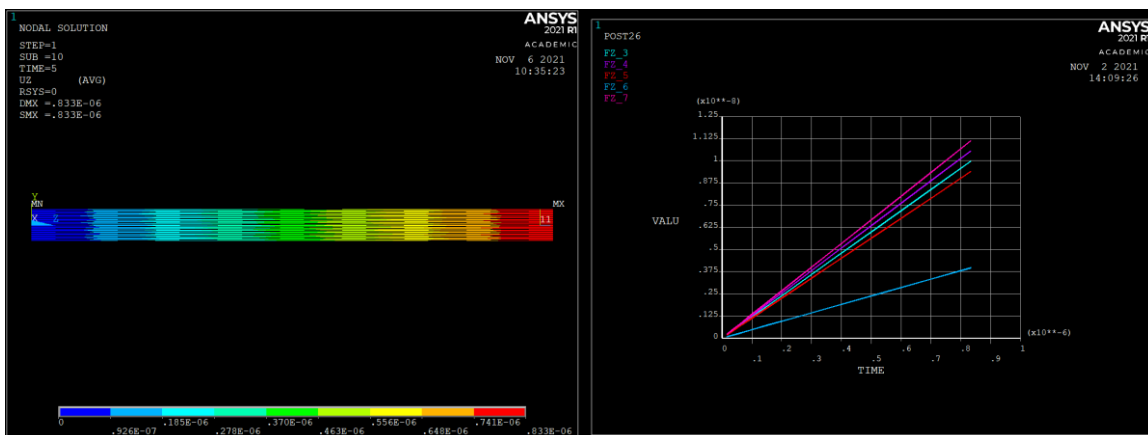 1
NODAL SOLUTION
STEP=1
SUB =10
TIME=5
UZ (AVG)
RSYS=0
DMX =.833E-06
SMX =.833E-06
ANSYS
2021 R1
ACADEMIC
NOV 6 2021
10:35:23
Y
MN
X Z
MX
11
0
.926E-07
.185E-06
.278E-06
.370E-06
.463E-06
.556E-06
.648E-06
.741E-06
.833E-06
1
POST26
FZ_3
FZ_4
FZ_5
FZ_6
FZ_7
ANSYS
2021 R1
ACADEMIC
NOV 2 2021
14:09:26
(x10**-8)
1.25
1.125
1
.875
.75
.625
.5
.375
.25
.125
0
VALU
0
.1
.2
.3
.4
.5
.6
.7
.8
.9
1
(x10**-6)
TIME